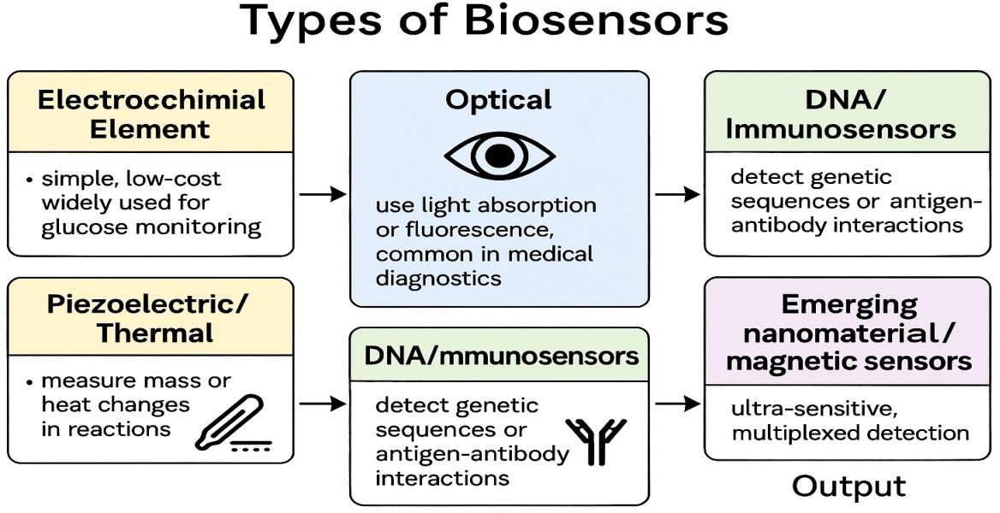 Types of Biosensors
Electrocchimial
Element
• simple, low-cost
widely used for
glucose monitoring
Optical
use light absorption
or fluorescence,
common in medical
diagnostics
DNA/
Immunosensors
detect genetic
sequences or antigen-
antibody interactions
Piezoelectric/
Thermal
• measure mass or
heat changes
in reactions
DNA/mmunosensors
detect genetic
sequences or
antigen-antibody
interactions
Emerging
nanomaterial/
magnetic sensors
ultra-sensitive,
multiplexed detection
Output